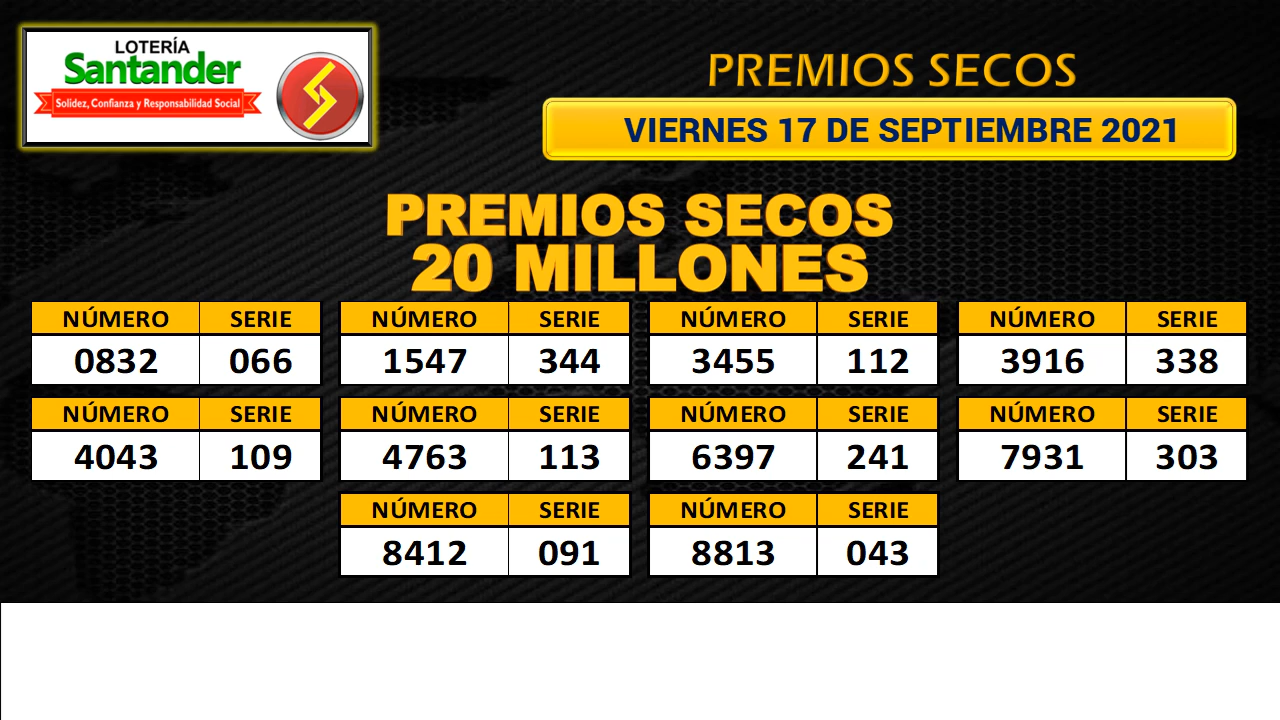 LOTERÍA
Santander
Solidez, Confianza y Responsabilidad Social
PREMIOS SECOS
VIERNES 17 DE SEPTIEMBRE 2021
PREMIOS SECOS
20 MILLONES
NÚMERO SERIE NÚMERO SERIE NÚMERO SERIE NÚMERO SERIE
0832 066 1547 344 3455 112 3916 338
NÚMERO SERIE NÚMERO SERIE NÚMERO SERIE NÚMERO SERIE
4043 109 4763 113 6397 241 7931 303
NÚMERO SERIE NÚMERO SERIE
8412 091 8813 043